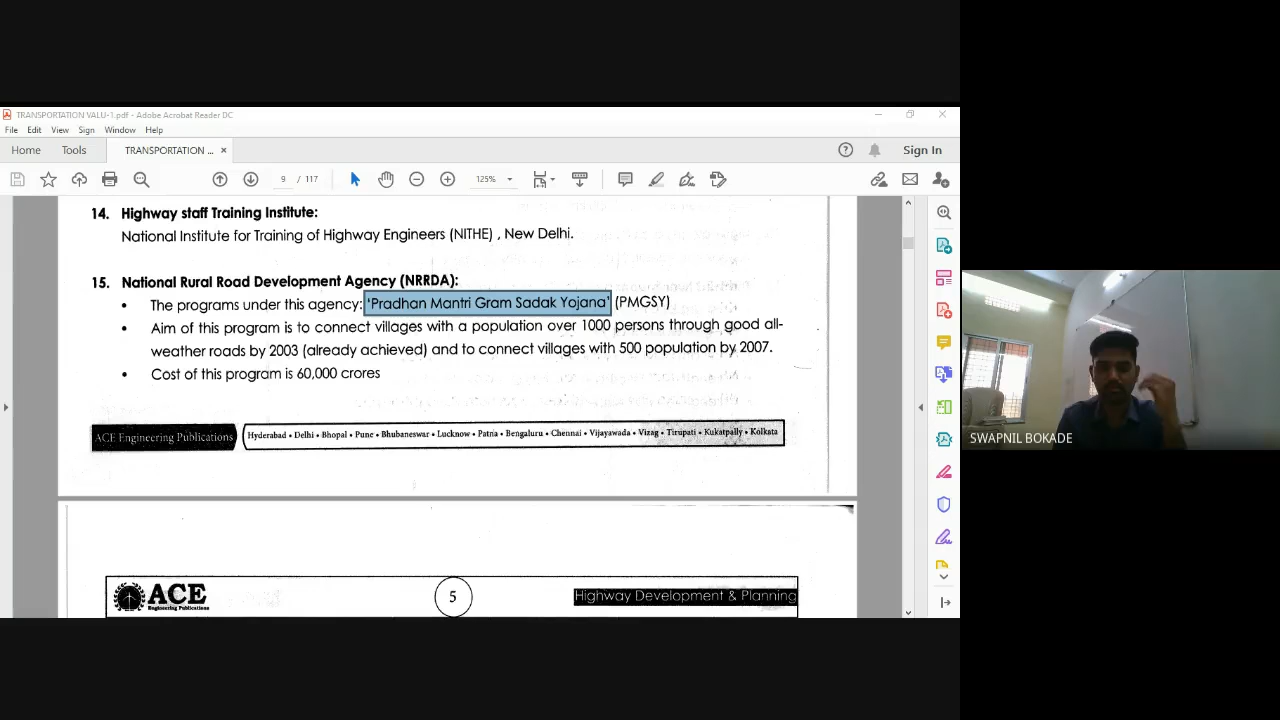 TRANSPORTATION VALU-1.pdf - Adobe Acrobat Reader DC
File Edit View Sign Window Help
Home Tools TRANSPORTATION ... × Sign In
9 / 117 125%
14. Highway staff Training Institute:
National Institute for Training of Highway Engineers (NITHE) , New Delhi.
15. National Rural Road Development Agency (NRRDA):
• The programs under this agency: 'Pradhan Mantri Gram Sadak Yojana' (PMGSY)
• Aim of this program is to connect villages with a population over 1000 persons through good all-
weather roads by 2003 (already achieved) and to connect villages with 500 population by 2007.
• Cost of this program is 60,000 crores
ACE Engineering Publications Hyderabad • Delhi • Bhopal • Pune • Bhubaneswar • Lucknow • Patna • Bengaluru • Chennai • Vijayawada • Vizag • Tirupati • Kukatpally • Kolkata
SWAPNIL BOKADE
ACE
Engineering Publications
5
Highway Development & Planning